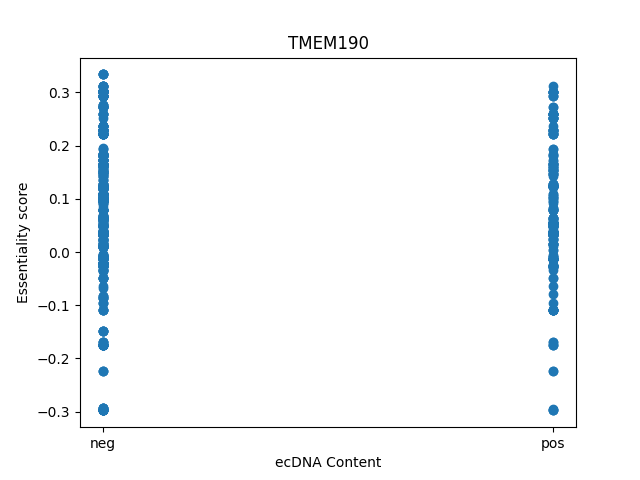 TMEM190
Essentiality score
0.3
0.2
0.1
0.0
−0.1
−0.2
−0.3
neg
pos
ecDNA Content